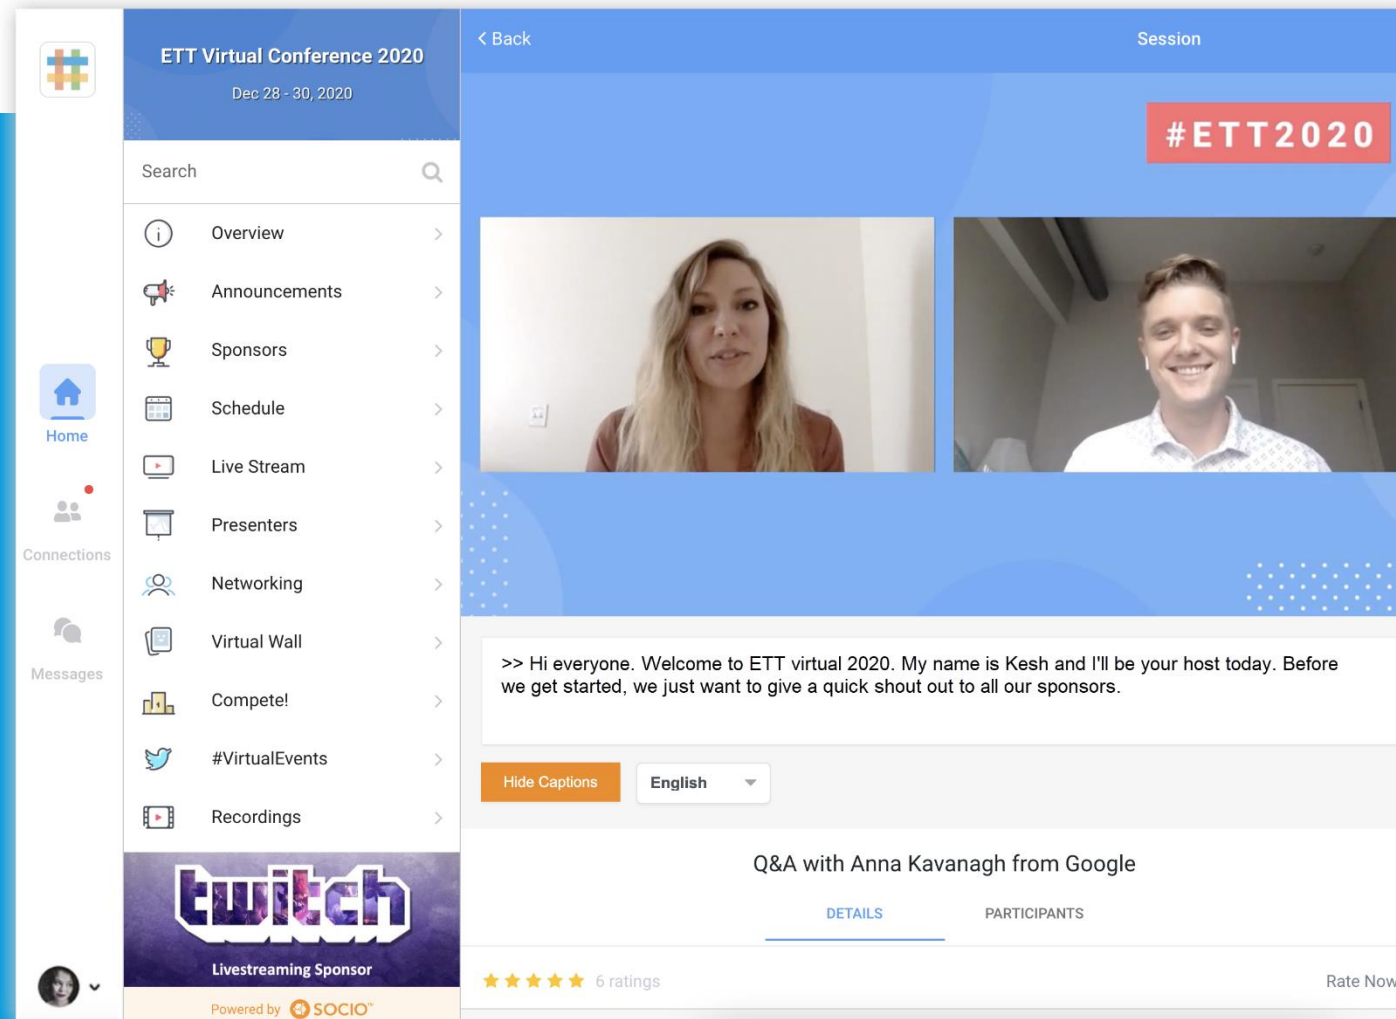 ETT Virtual Conference 2020
Dec 28 - 30, 2020
Search
Overview
Announcements
Sponsors
Schedule
Live Stream
Presenters
Networking
Virtual Wall
Compete!
#VirtualEvents
Recordings
twitch
Livestreaming Sponsor
Powered by SOCIO™
Home
Connections
Messages
Back
Session
#ETT2020
>> Hi everyone. Welcome to ETT virtual 2020. My name is Kesh and I'll be your host today. Before
we get started, we just want to give a quick shout out to all our sponsors.
Hide Captions
English
Q&A with Anna Kavanagh from Google
DETAILS
PARTICIPANTS
6 ratings
Rate Now